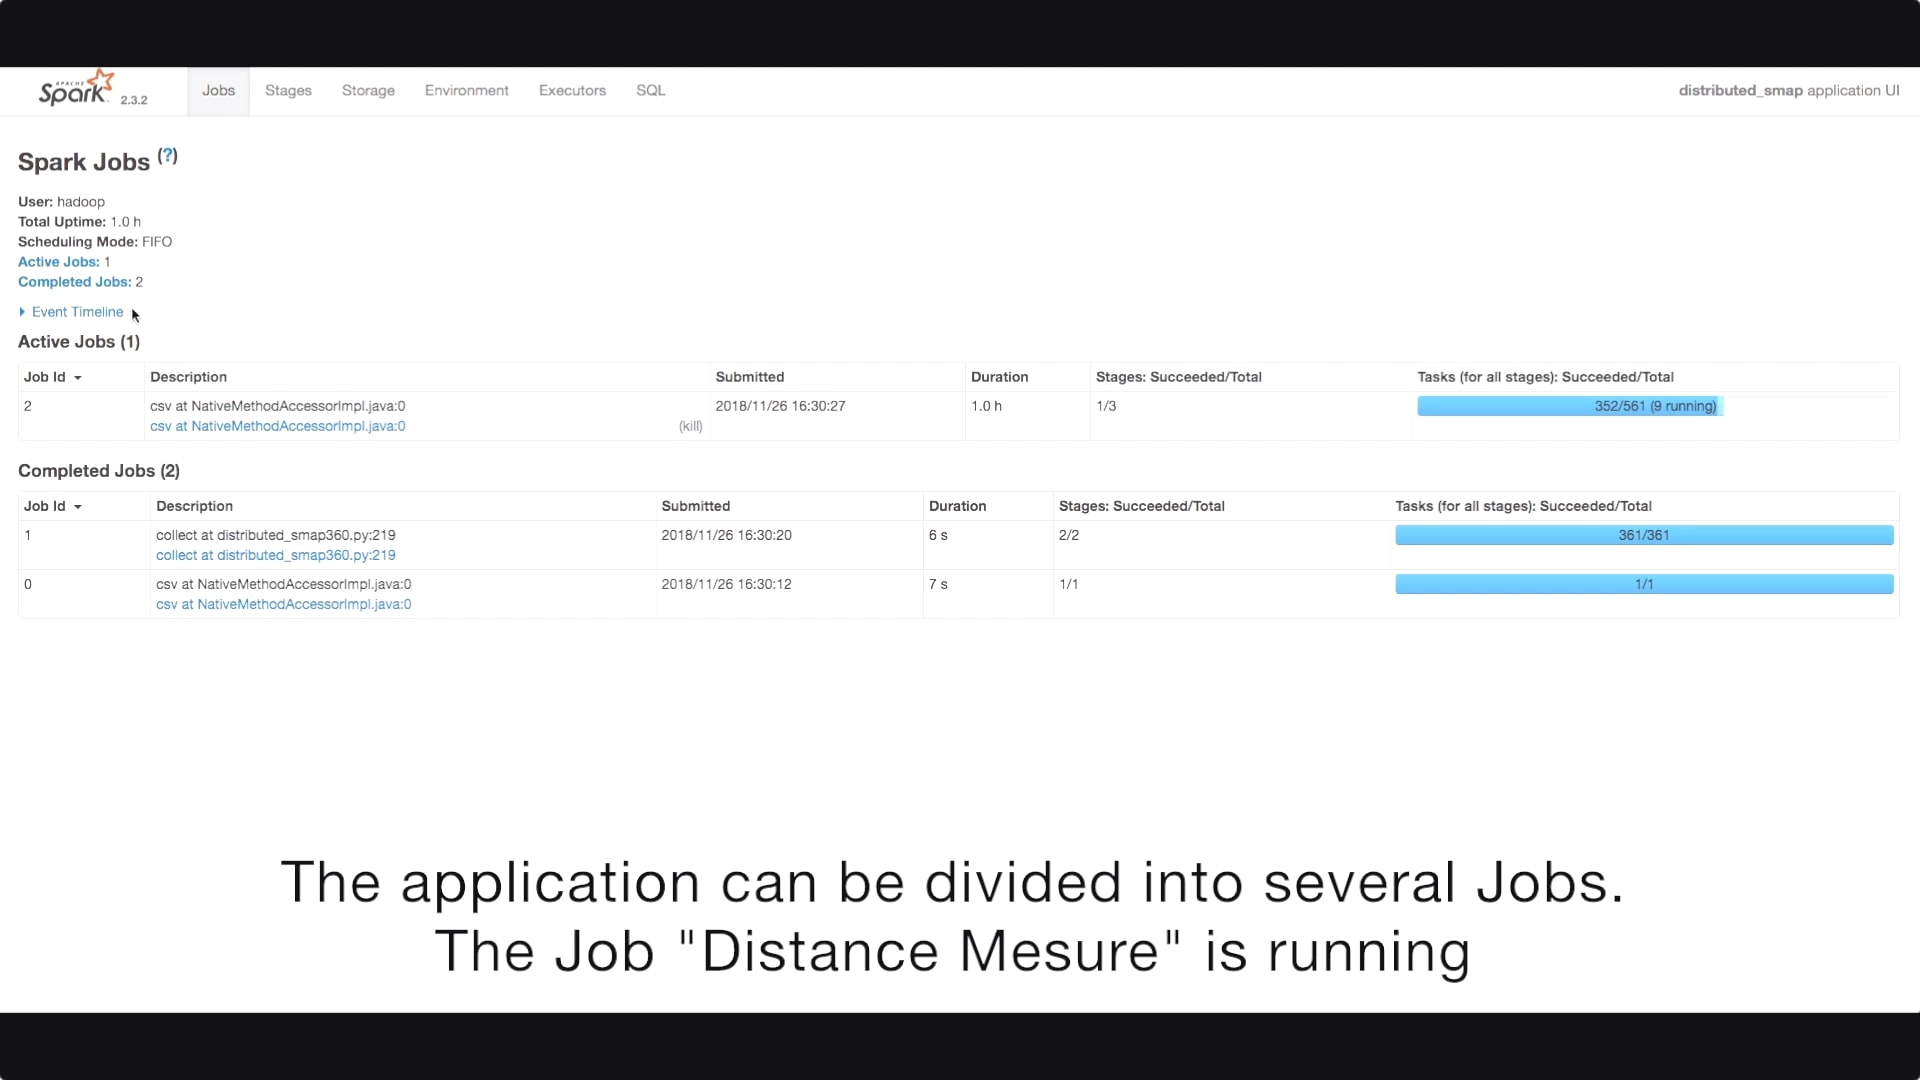 APACHE
Spark 2.3.2 Jobs Stages Storage Environment Executors SQL distributed_smap application UI
Spark Jobs (?)
User: hadoop
Total Uptime: 1.0 h
Scheduling Mode: FIFO
Active Jobs: 1
Completed Jobs: 2
Event Timeline
Active Jobs (1)
Job Id Description Submitted Duration Stages: Succeeded/Total Tasks (for all stages): Succeeded/Total
2 csv at NativeMethodAccessorImpl.java:0 2018/11/26 16:30:27 1.0 h 1/3 352/561 (9 running)
csv at NativeMethodAccessorImpl.java:0 (kill)
Completed Jobs (2)
Job Id Description Submitted Duration Stages: Succeeded/Total Tasks (for all stages): Succeeded/Total
1 collect at distributed_smap360.py:219 2018/11/26 16:30:20 6 s 2/2 361/361
collect at distributed_smap360.py:219
0 csv at NativeMethodAccessorImpl.java:0 2018/11/26 16:30:12 7 s 1/1 1/1
csv at NativeMethodAccessorImpl.java:0
The application can be divided into several Jobs.
The Job "Distance Mesure" is running